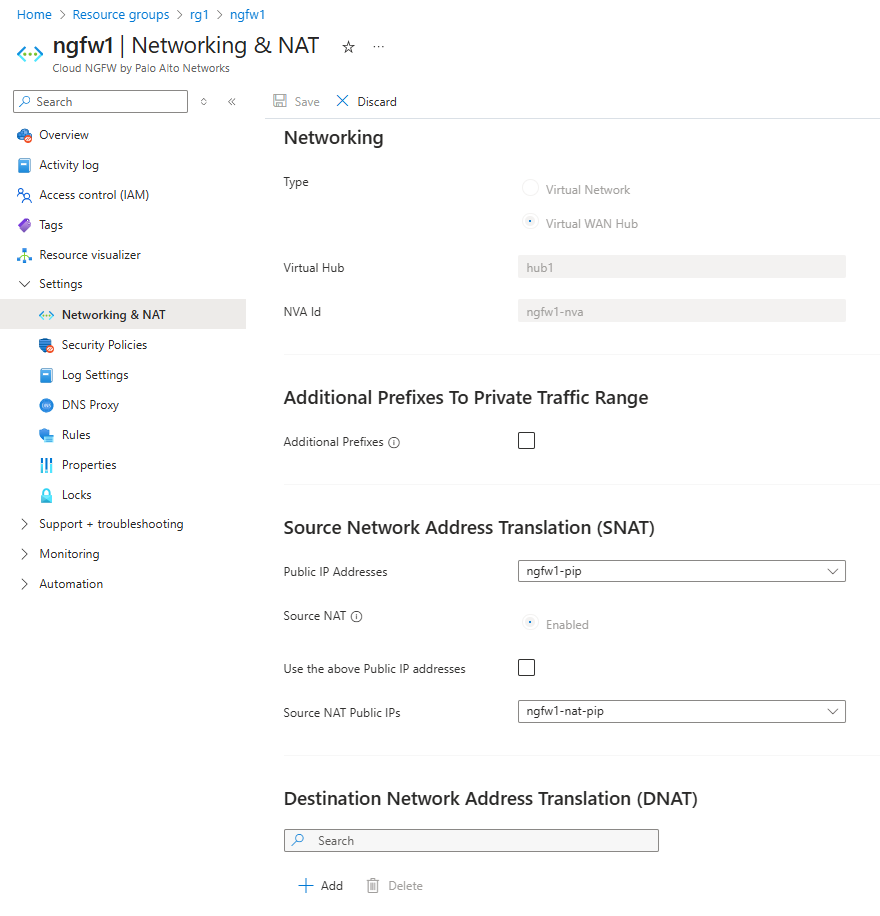 Home > Resource groups > rg1 > ngfw1
ngfw1 | Networking & NAT
Cloud NGFW by Palo Alto Networks
Search
Save Discard
Overview
Activity log
Access control (IAM)
Tags
Resource visualizer
Settings
Networking & NAT
Security Policies
Log Settings
DNS Proxy
Rules
Properties
Locks
Support + troubleshooting
Monitoring
Automation
Networking
Type
Virtual Network
Virtual WAN Hub
Virtual Hub hub1
NVA Id ngfw1-nva
Additional Prefixes To Private Traffic Range
Additional Prefixes
Source Network Address Translation (SNAT)
Public IP Addresses ngfw1-pip
Source NAT Enabled
Use the above Public IP addresses
Source NAT Public IPs ngfw1-nat-pip
Destination Network Address Translation (DNAT)
Search
Add Delete